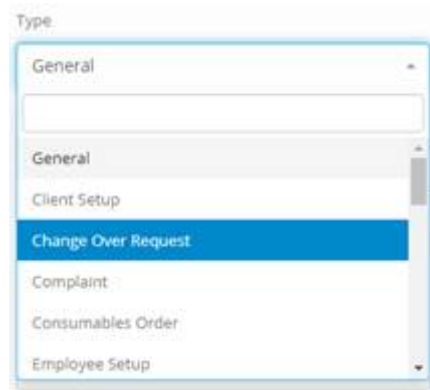 Type
General
General
Client Setup
Change Over Request
Complaint
Consumables Order
Employee Setup